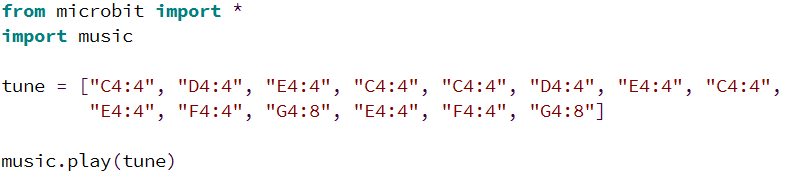 from microbit import *
import music
tune = ["C4:4", "D4:4", "E4:4", "C4:4", "C4:4", "D4:4", "E4:4", "C4:4",
"E4:4", "F4:4", "G4:8", "E4:4", "F4:4", "G4:8"]
music.play(tune)